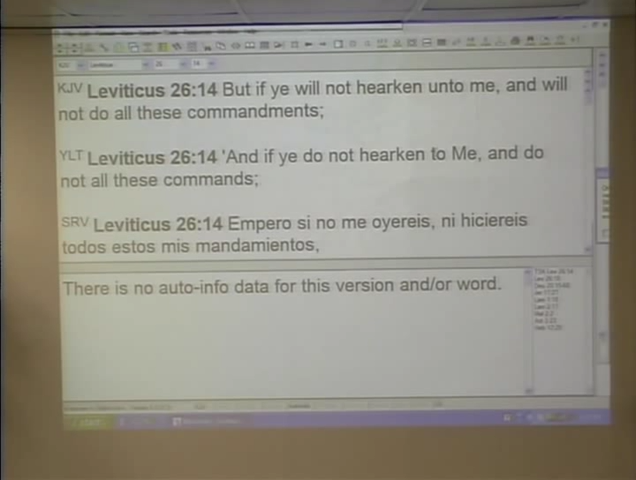 KJV Leviticus 26:14 But if ye will not hearken unto me, and will
not do all these commandments;
YLT Leviticus 26:14 'And if ye do not hearken to Me, and do
not all these commands;
SRV Leviticus 26:14 Empero si no me oyereis, ni hiciereis
todos estos mis mandamientos,
There is no auto-info data for this version and/or word.